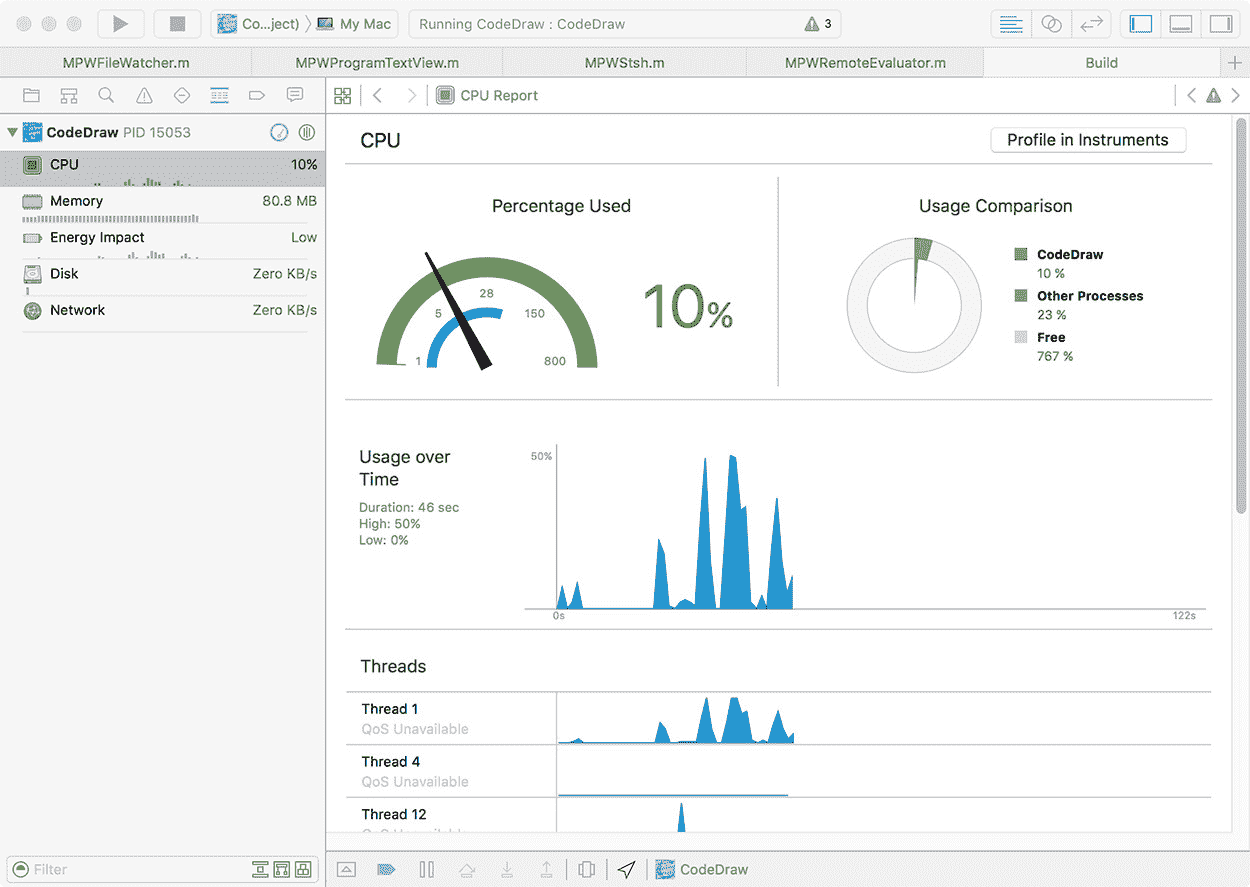 Co...ject) My Mac
Running CodeDraw : CodeDraw
3
MPWFileWatcher.m
MPWProgramTextView.m
MPWStsh.m
MPWRemoteEvaluator.m
Build
CPU Report
CodeDraw PID 15053
CPU 10%
Memory 80.8 MB
Energy Impact Low
Disk Zero KB/s
Network Zero KB/s
Filter
CPU
Profile in Instruments
Percentage Used
1
5
28
150
800
10%
Usage Comparison
CodeDraw
10 %
Other Processes
23 %
Free
767 %
Usage over
Time
Duration: 46 sec
High: 50%
Low: 0%
50%
0s
122s
Threads
Thread 1
QoS Unavailable
Thread 4
QoS Unavailable
Thread 12
CodeDraw